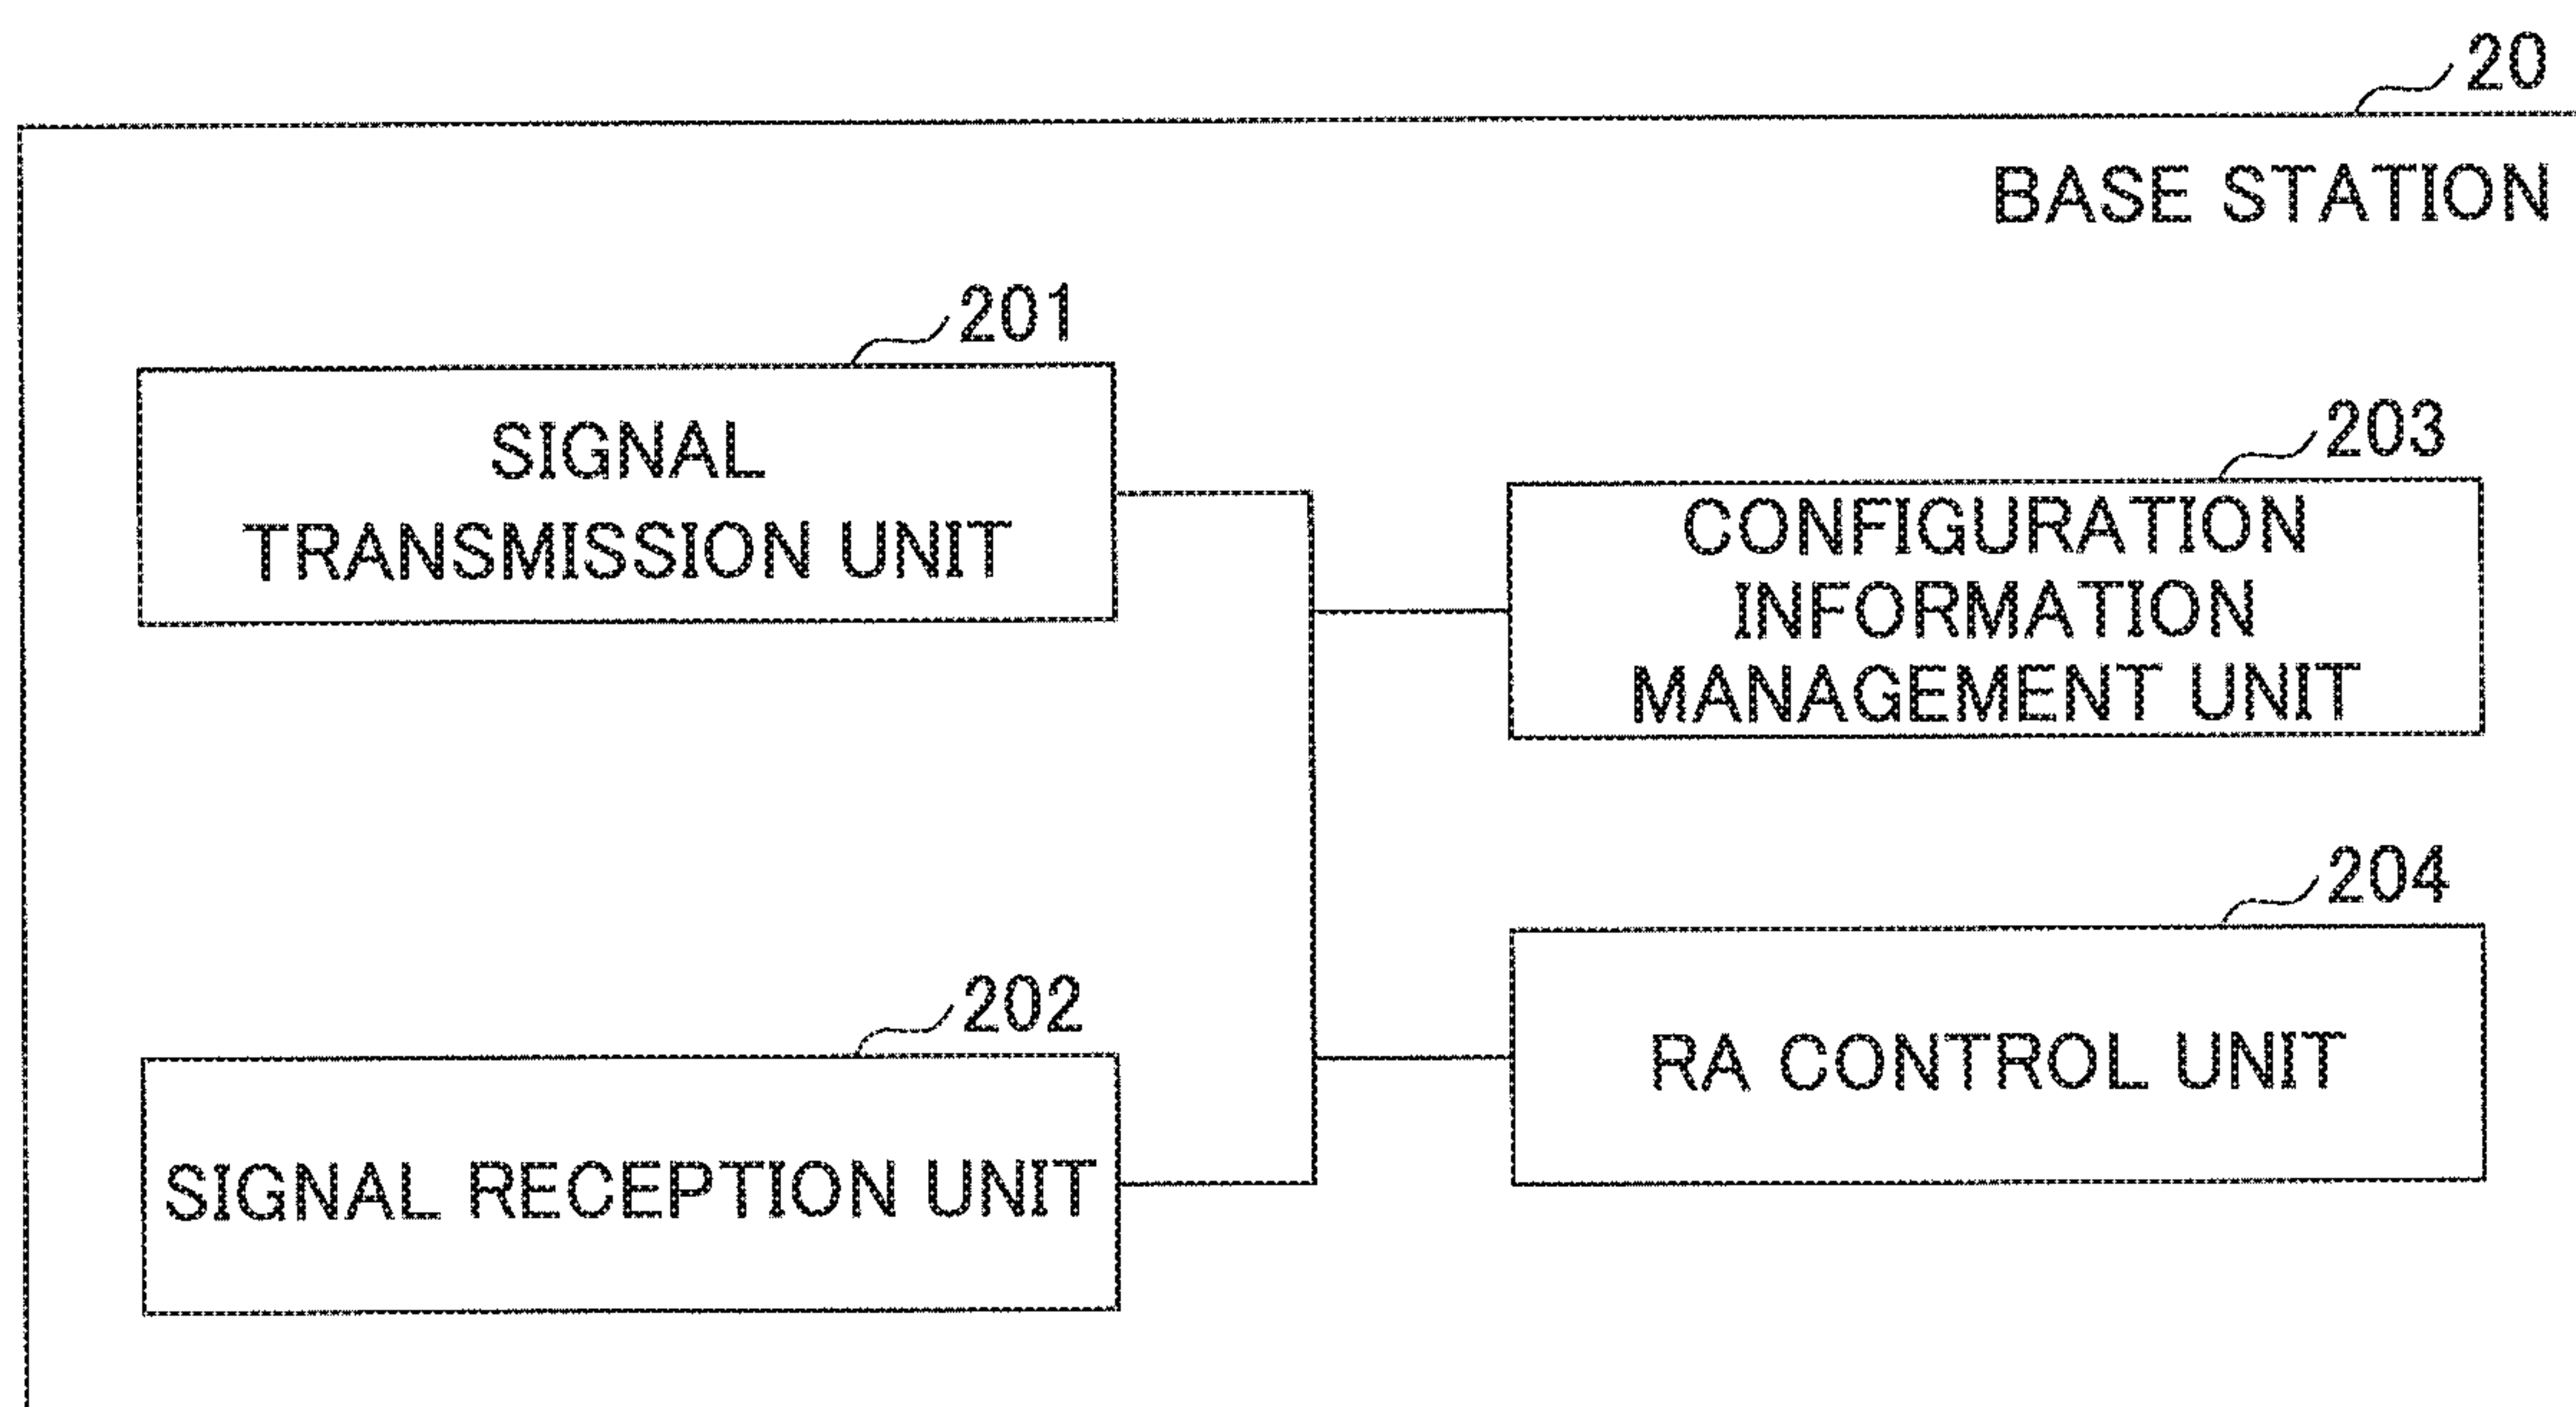 20
BASE STATION
201
SIGNAL
TRANSMISSION UNIT
203
CONFIGURATION
INFORMATION
MANAGEMENT UNIT
202
SIGNAL RECEPTION UNIT
204
RA CONTROL UNIT